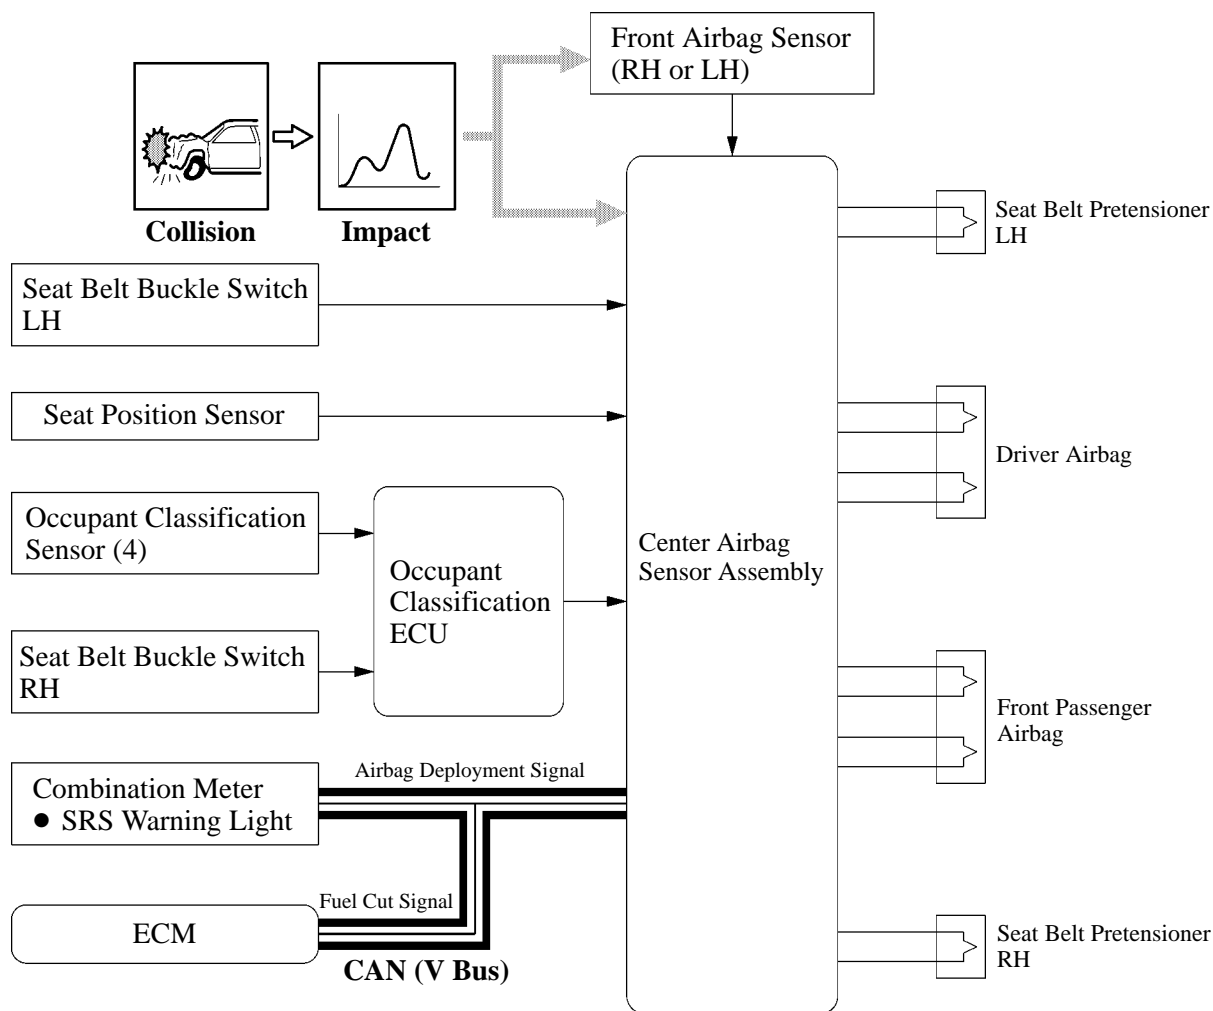 Front Airbag Sensor
(RH or LH)
Collision
Impact
Seat Belt Pretensioner
LH
Seat Belt Buckle Switch
LH
Seat Position Sensor
Driver Airbag
Occupant Classification
Sensor (4)
Occupant
Classification
ECU
Center Airbag
Sensor Assembly
Seat Belt Buckle Switch
RH
Front Passenger
Airbag
Combination Meter
● SRS Warning Light
Airbag Deployment Signal
Fuel Cut Signal
ECM
CAN (V Bus)
Seat Belt Pretensioner
RH